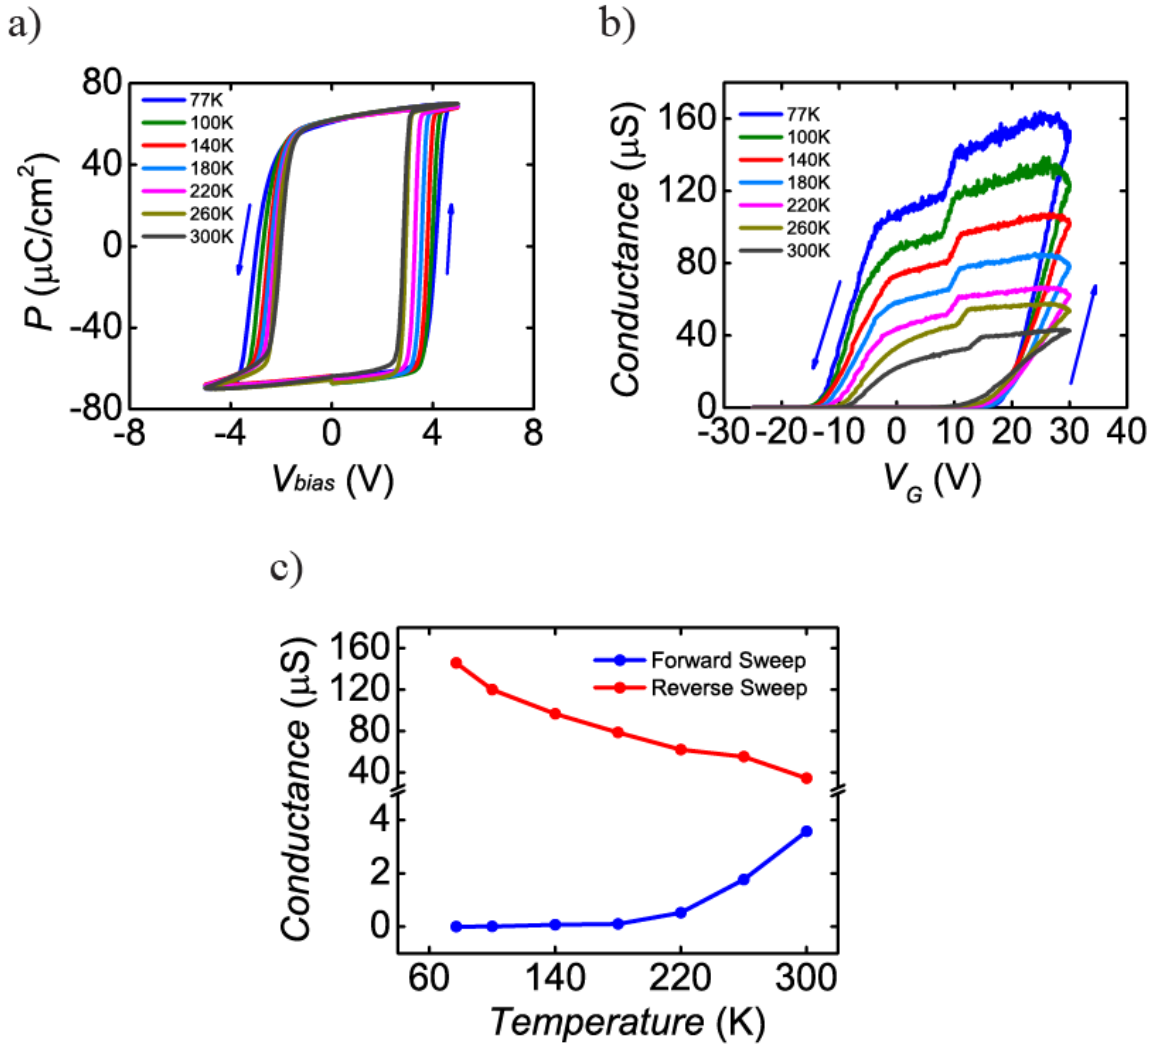 a)
80
40
0
-40
-80
P (μC/cm²)
77K
100K
140K
180K
220K
260K
300K
-8 -4 0 4 8
Vbias (V)
b)
160
120
80
40
0
Conductance (μS)
77K
100K
140K
180K
220K
260K
300K
-30 -20 -10 0 10 20 30 40
VG (V)
c)
160
120
80
40
4
2
0
Conductance (μS)
Forward Sweep
Reverse Sweep
60 140 220 300
Temperature (K)